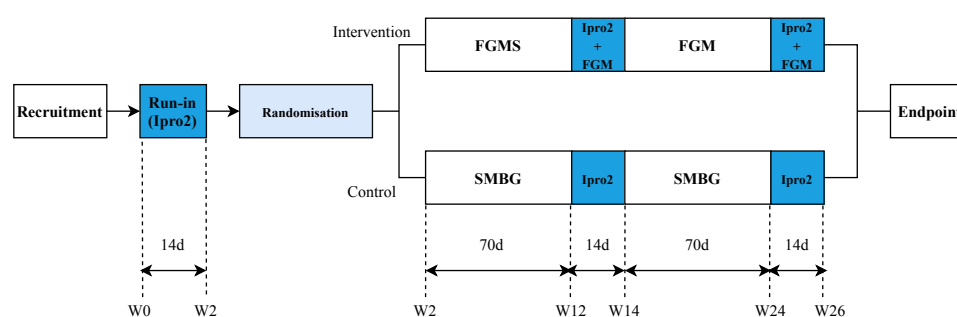 Intervention
FGMS
Ipro2
+
FGM
FGM
Ipro2
+
FGM
Recruitment
Run-in
(Ipro2)
Randomisation
Endpoint
Control
SMBG
Ipro2
SMBG
Ipro2
14d
70d
14d
70d
14d
W0
W2
W2
W12
W14
W24
W26